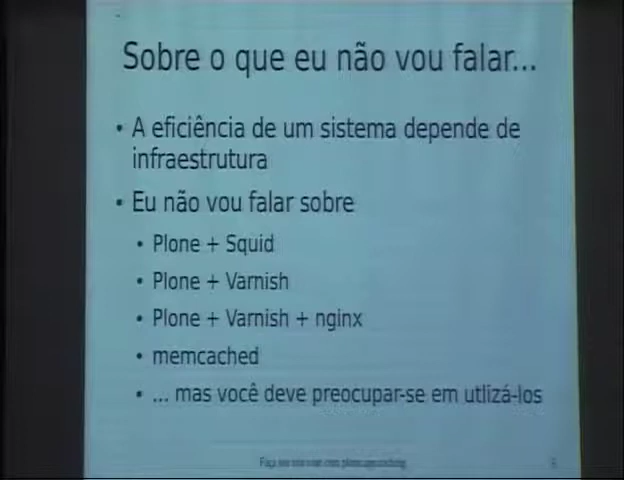 Sobre o que eu não vou falar...
• A eficiência de um sistema depende de
infraestrutura
• Eu não vou falar sobre
• Plone + Squid
• Plone + Varnish
• Plone + Varnish + nginx
• memcached
• ... mas você deve preocupar-se em utlizá-los